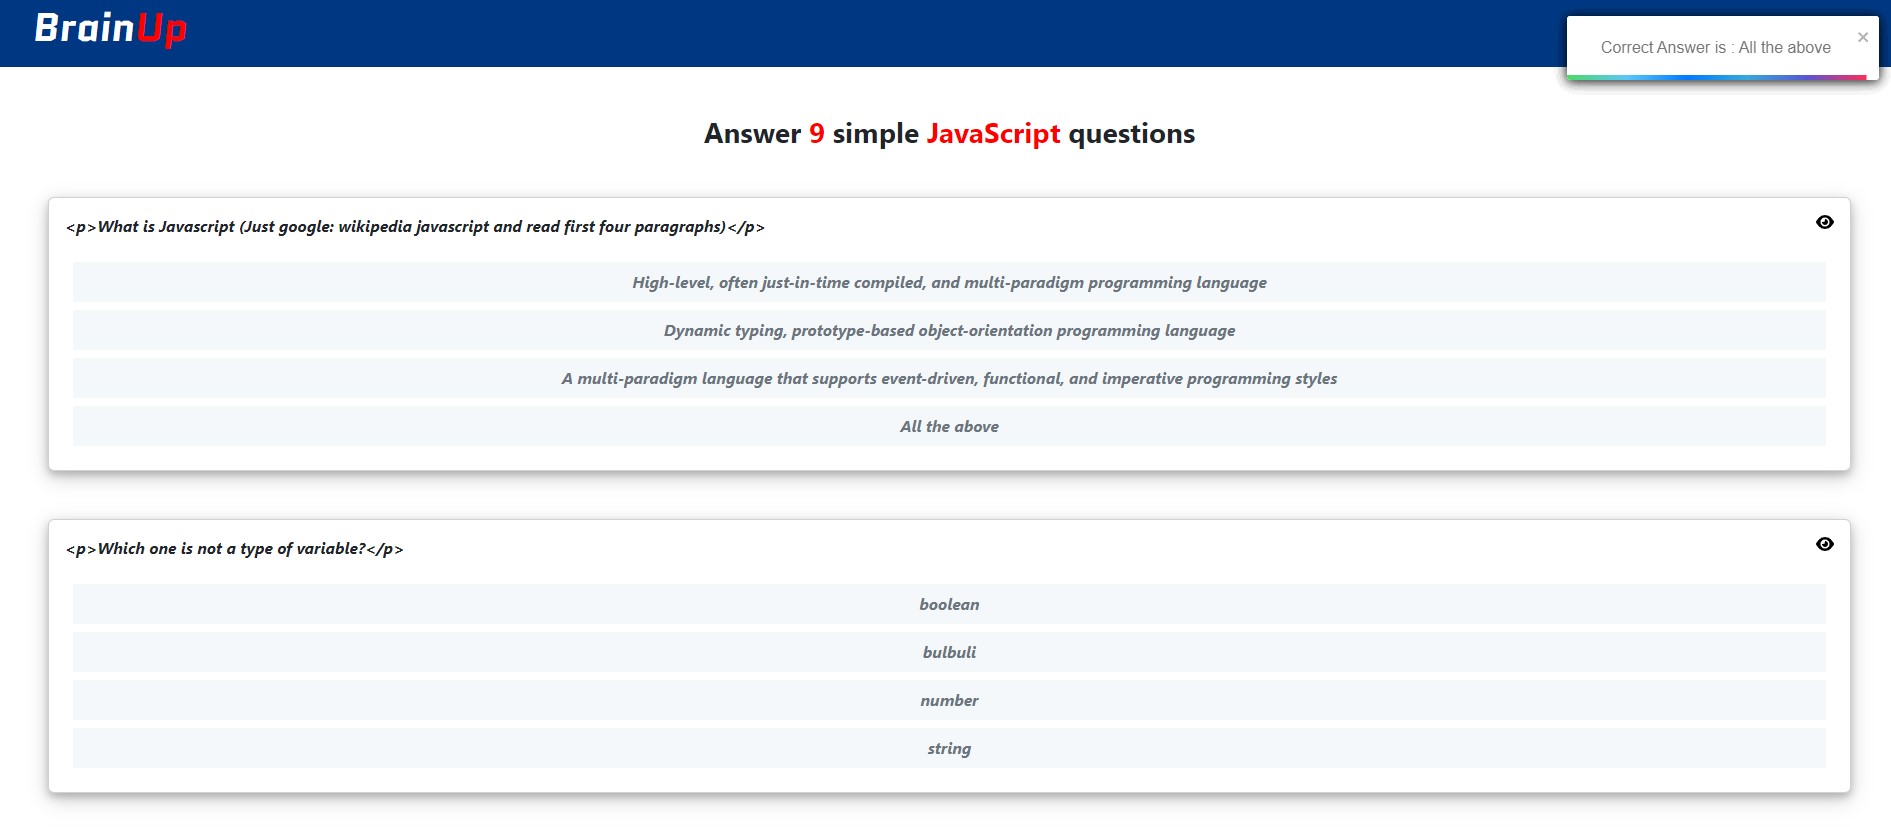 BrainUp
Correct Answer is : All the above
×
Answer 9 simple JavaScript questions
<p>What is Javascript (Just google: wikipedia javascript and read first four paragraphs)</p>
High-level, often just-in-time compiled, and multi-paradigm programming language
Dynamic typing, prototype-based object-orientation programming language
A multi-paradigm language that supports event-driven, functional, and imperative programming styles
All the above
<p>Which one is not a type of variable?</p>
boolean
bulbuli
number
string